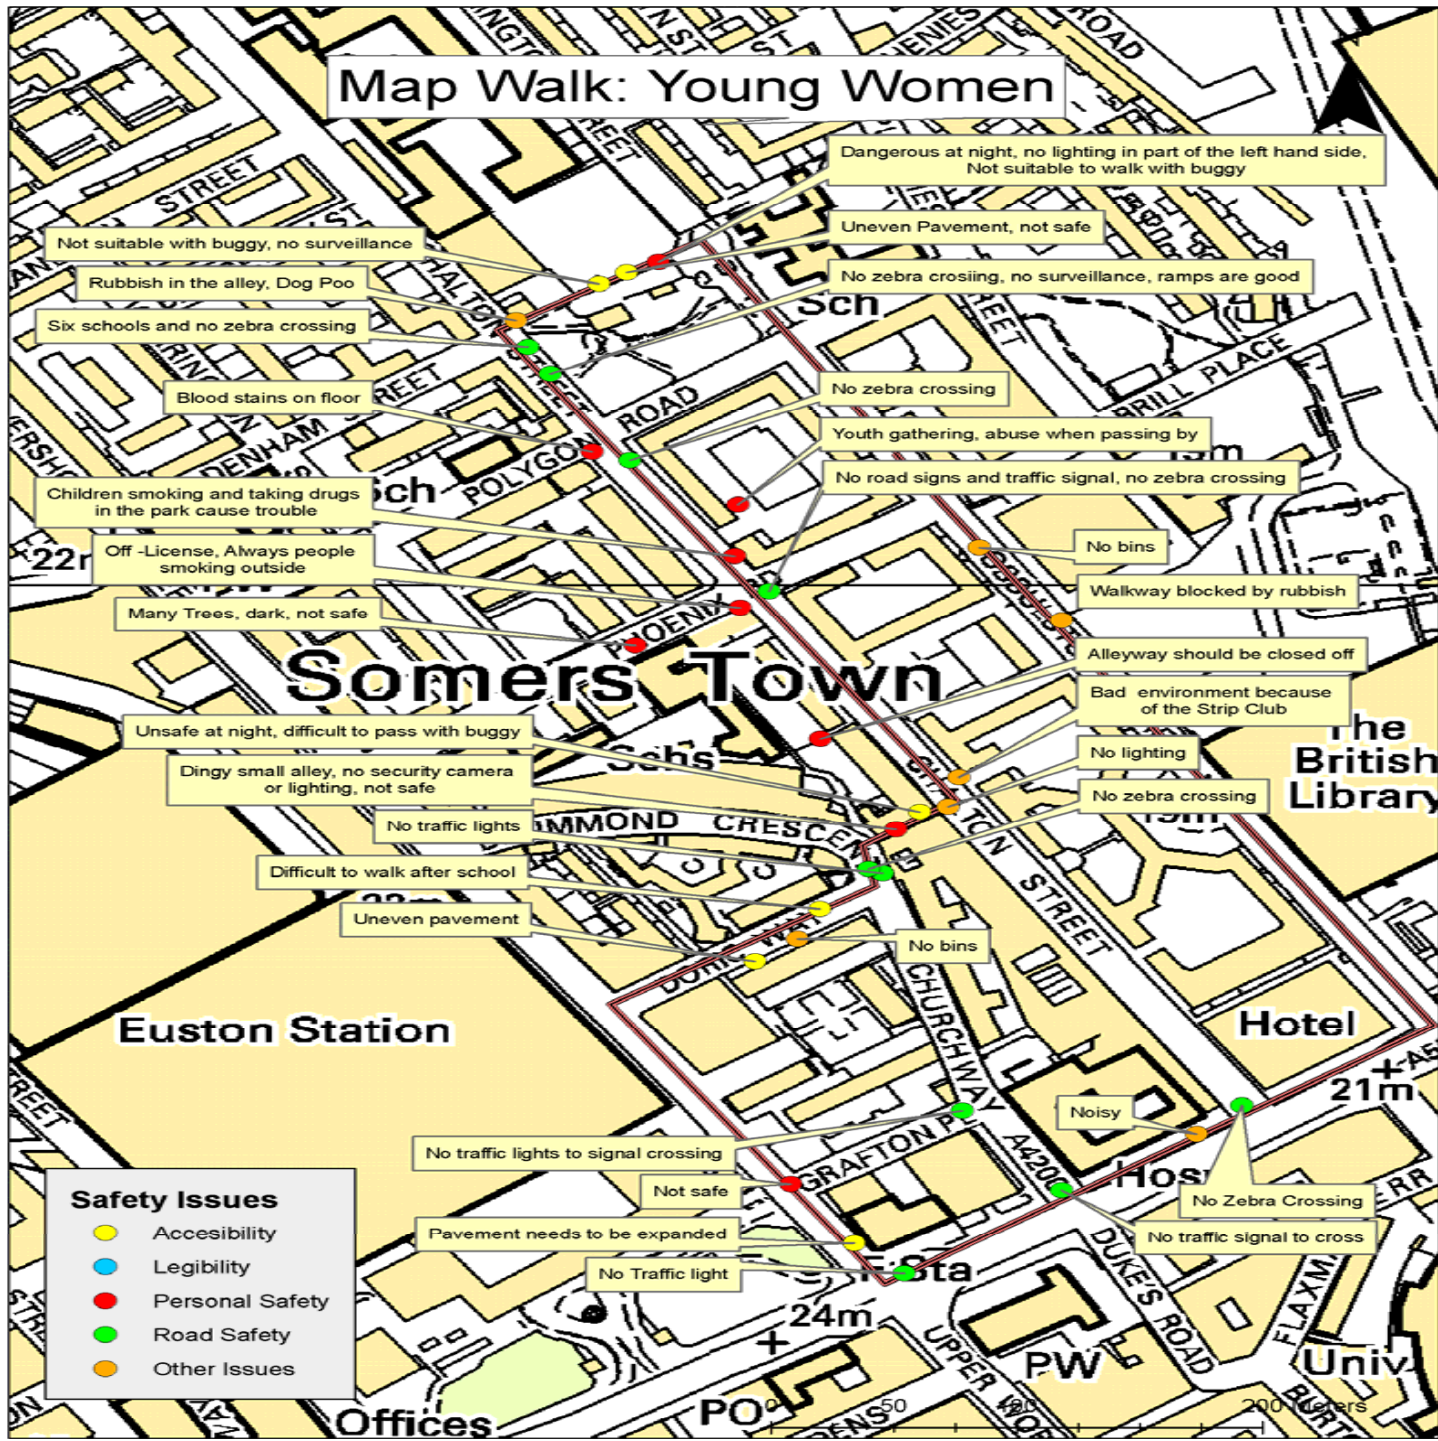 Map Walk: Young Women
ROAD
STREET
STREET
Dangerous at night, no lighting in part of the left hand side,
Not suitable to walk with buggy
Uneven Pavement, not safe
Not suitable with buggy, no surveillance
No zebra crosiing, no surveillance, ramps are good
Rubbish in the alley, Dog Poo
Sch
Six schools and no zebra crossing
BRILL PLACE
No zebra crossing
Blood stains on floor
ROAD
POLYGON
Youth gathering, abuse when passing by
No road signs and traffic signal, no zebra crossing
Children smoking and taking drugs
in the park cause trouble
Off -License, Always people
smoking outside
No bins
Walkway blocked by rubbish
Many Trees, dark, not safe
Alleyway should be closed off
Somers Town
Bad environment because
of the Strip Club
Unsafe at night, difficult to pass with buggy
The
British
Library
No lighting
Schs
Dingy small alley, no security camera
or lighting, not safe
No zebra crossing
No traffic lights
CRESCEN
Difficult to walk after school
STREET
Uneven pavement
No bins
CHURCHWAY
Euston Station
Hotel
21m
Noisy
No traffic lights to signal crossing
GRAFTON PL
A4200
Hos
Not safe
No Zebra Crossing
Pavement needs to be expanded
No traffic signal to cross
No Traffic light
Sta
DUKE'S ROAD
Safety Issues
Accesibility
Legibility
Personal Safety
Road Safety
Other Issues
24m
FLAXMA
UPPER WO
PW
Univ
PO
Offices
50
200 Meters